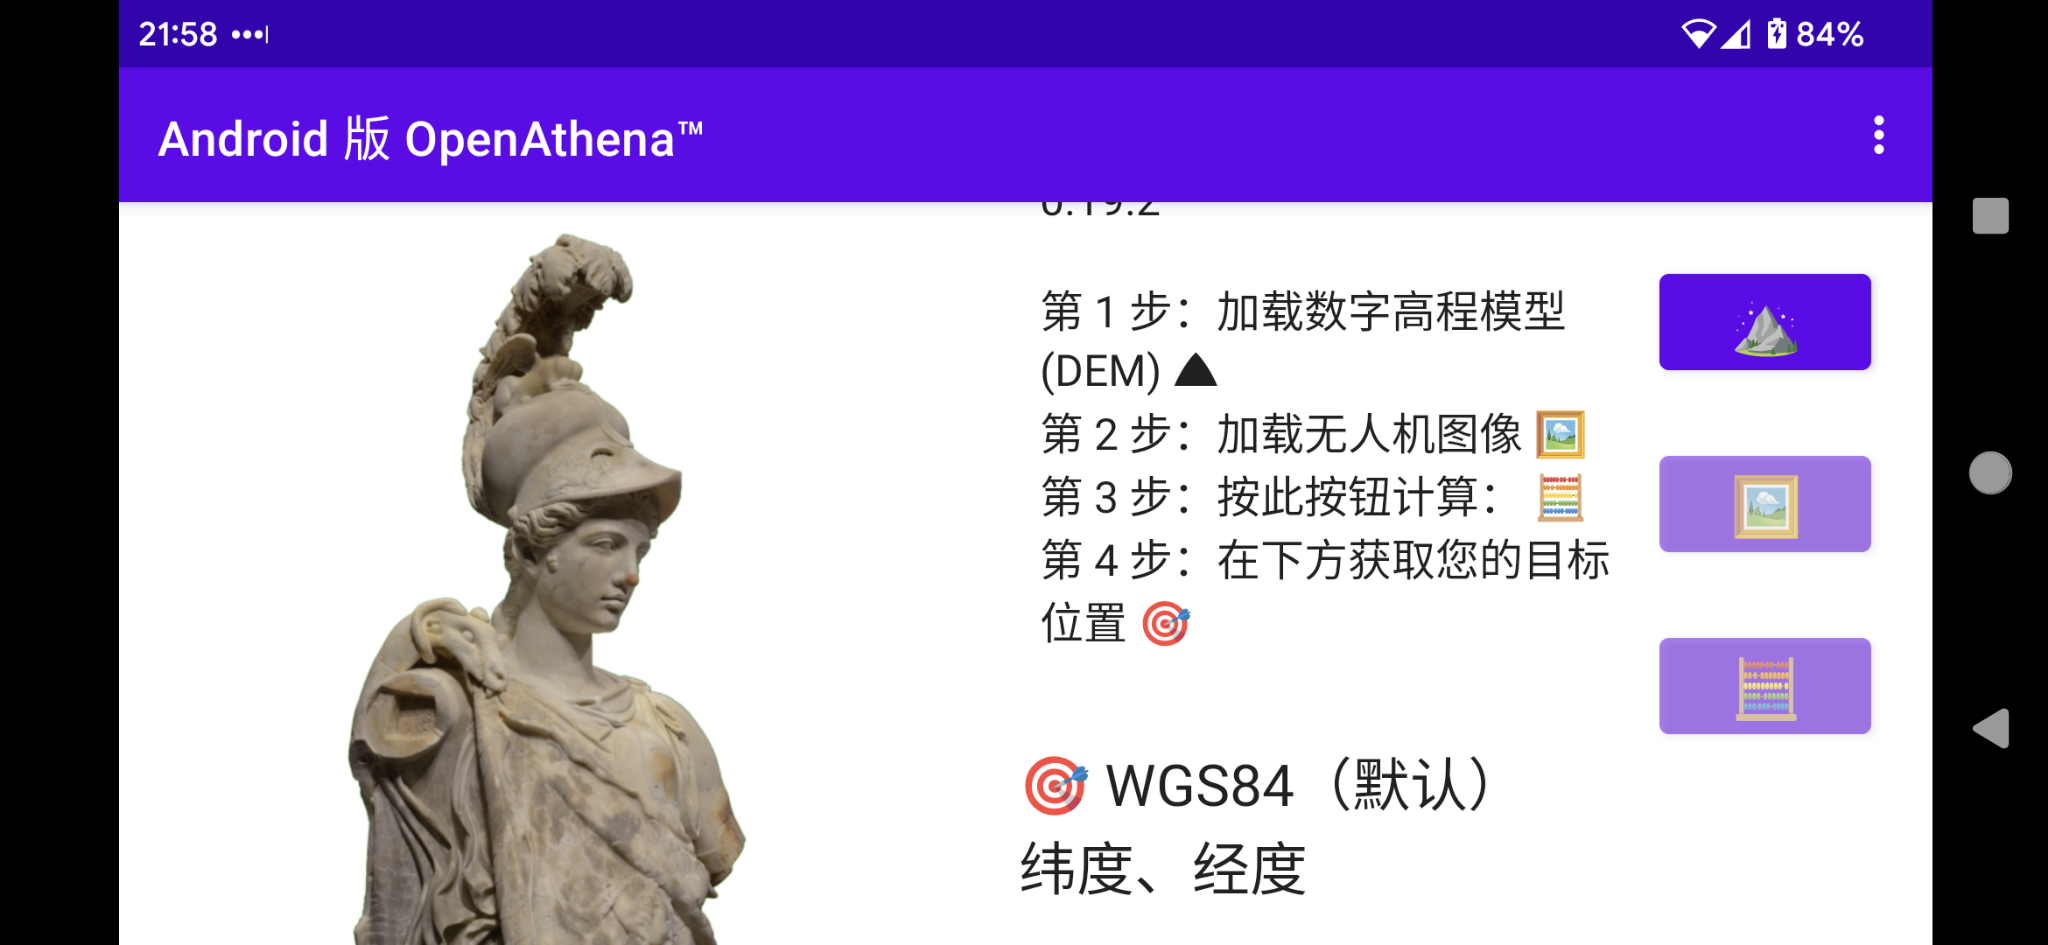 21:58
84%
Android 版 OpenAthena™
0.19.2
第 1 步：加载数字高程模型
(DEM)
第 2 步：加载无人机图像
第 3 步：按此按钮计算：
第 4 步：在下方获取您的目标
位置
WGS84（默认）
纬度、经度